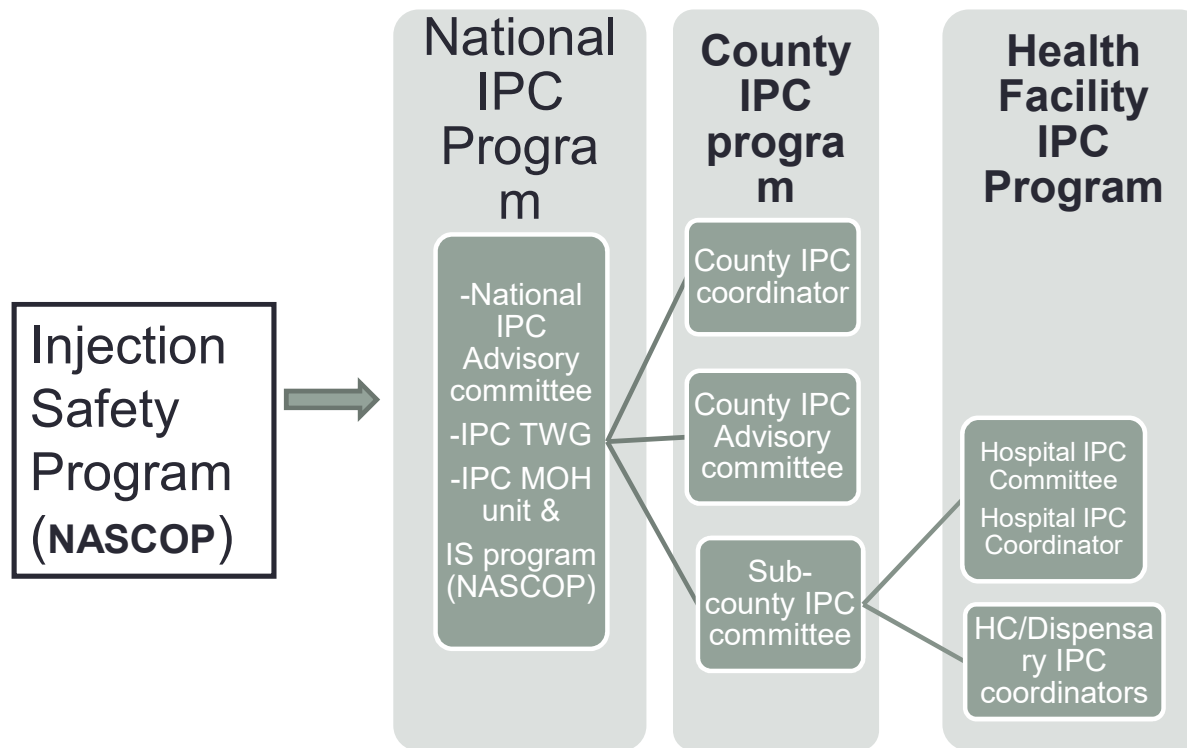 Injection
Safety
Program
(NASCOP)
National
IPC
Progra
m
-National
IPC
Advisory
committee
-IPC TWG
-IPC MOH
unit &
IS program
(NASCOP)
County
IPC
progra
m
County IPC
coordinator
County IPC
Advisory
committee
Sub-
county IPC
committee
Health
Facility
IPC
Program
Hospital IPC
Committee
Hospital IPC
Coordinator
HC/Dispensa
ry IPC
coordinators